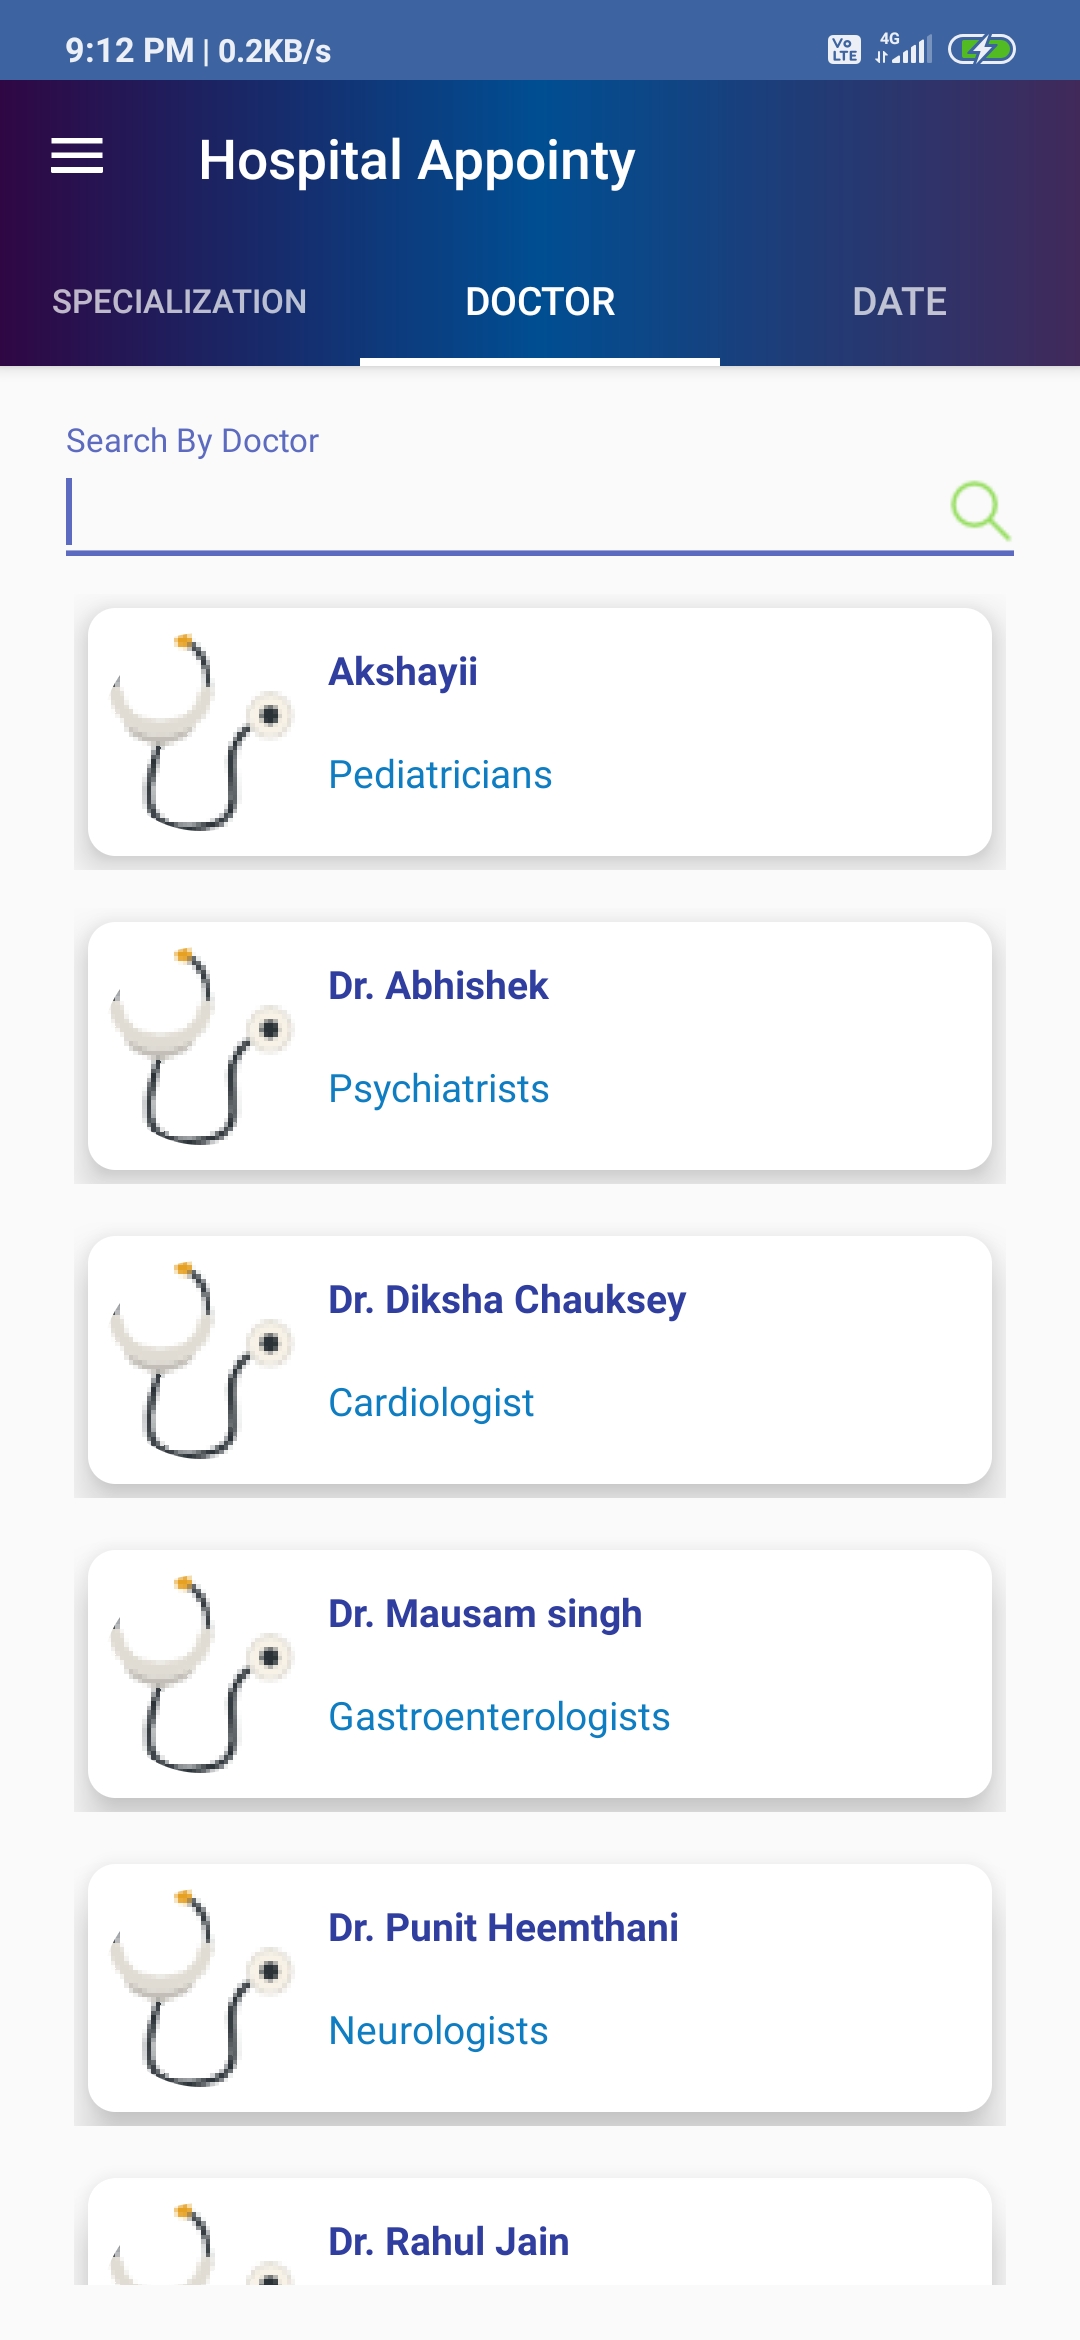 9:12 PM | 0.2KB/s
Vo LTE
4G
Hospital Appointy
SPECIALIZATION
DOCTOR
DATE
Search By Doctor
Akshayii
Pediatricians
Dr. Abhishek
Psychiatrists
Dr. Diksha Chauksey
Cardiologist
Dr. Mausam singh
Gastroenterologists
Dr. Punit Heemthani
Neurologists
Dr. Rahul Jain